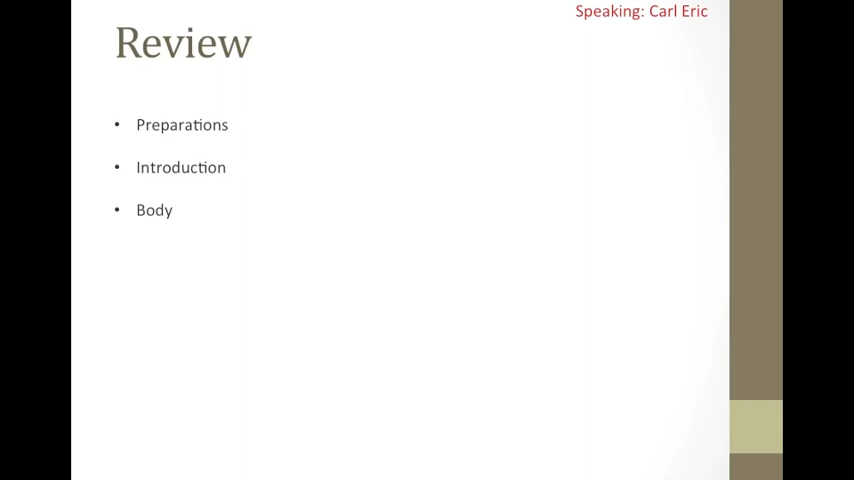 Speaking: Carl Eric
Review
• Preparations
• Introduction
• Body